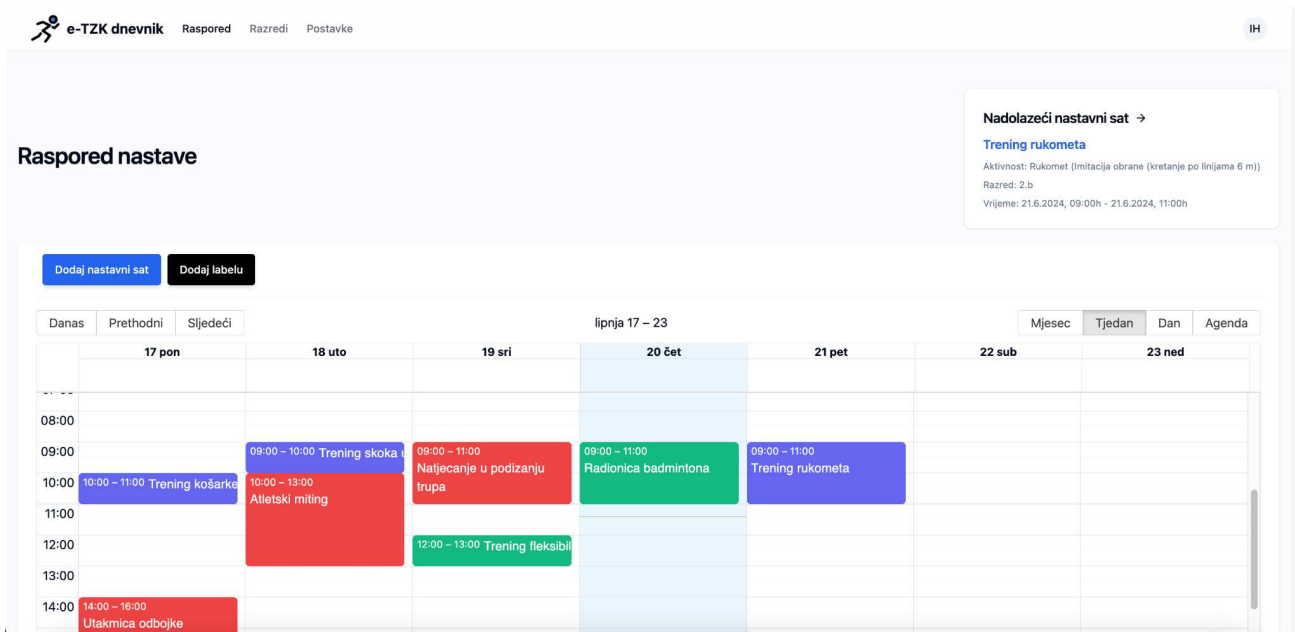 e-TZK dnevnik Raspored Razredi Postavke IH
Nadolazeći nastavni sat →
Trening rukometa
Aktivnost: Rukomet (Imitacija obrane (kretanje po linijama 6 m))
Razred: 2.b
Vrijeme: 21.6.2024, 09:00h - 21.6.2024, 11:00h
Raspored nastave
Dodaj nastavni sat Dodaj labelu
Danas Prethodni Sljedeći lipnja 17 – 23 Mjesec Tjedan Dan Agenda
17 pon 18 uto 19 sri 20 čet 21 pet 22 sub 23 ned
08:00
09:00
10:00
11:00
12:00
13:00
14:00
10:00 – 11:00 Trening košarke
14:00 – 16:00
Utakmica odbojke
09:00 – 10:00 Trening skoka
10:00 – 13:00
Atletski miting
09:00 – 11:00
Natjecanje u podizanju
trupa
12:00 – 13:00 Trening fleksibil
09:00 – 11:00
Radionica badmintona
09:00 – 11:00
Trening rukometa